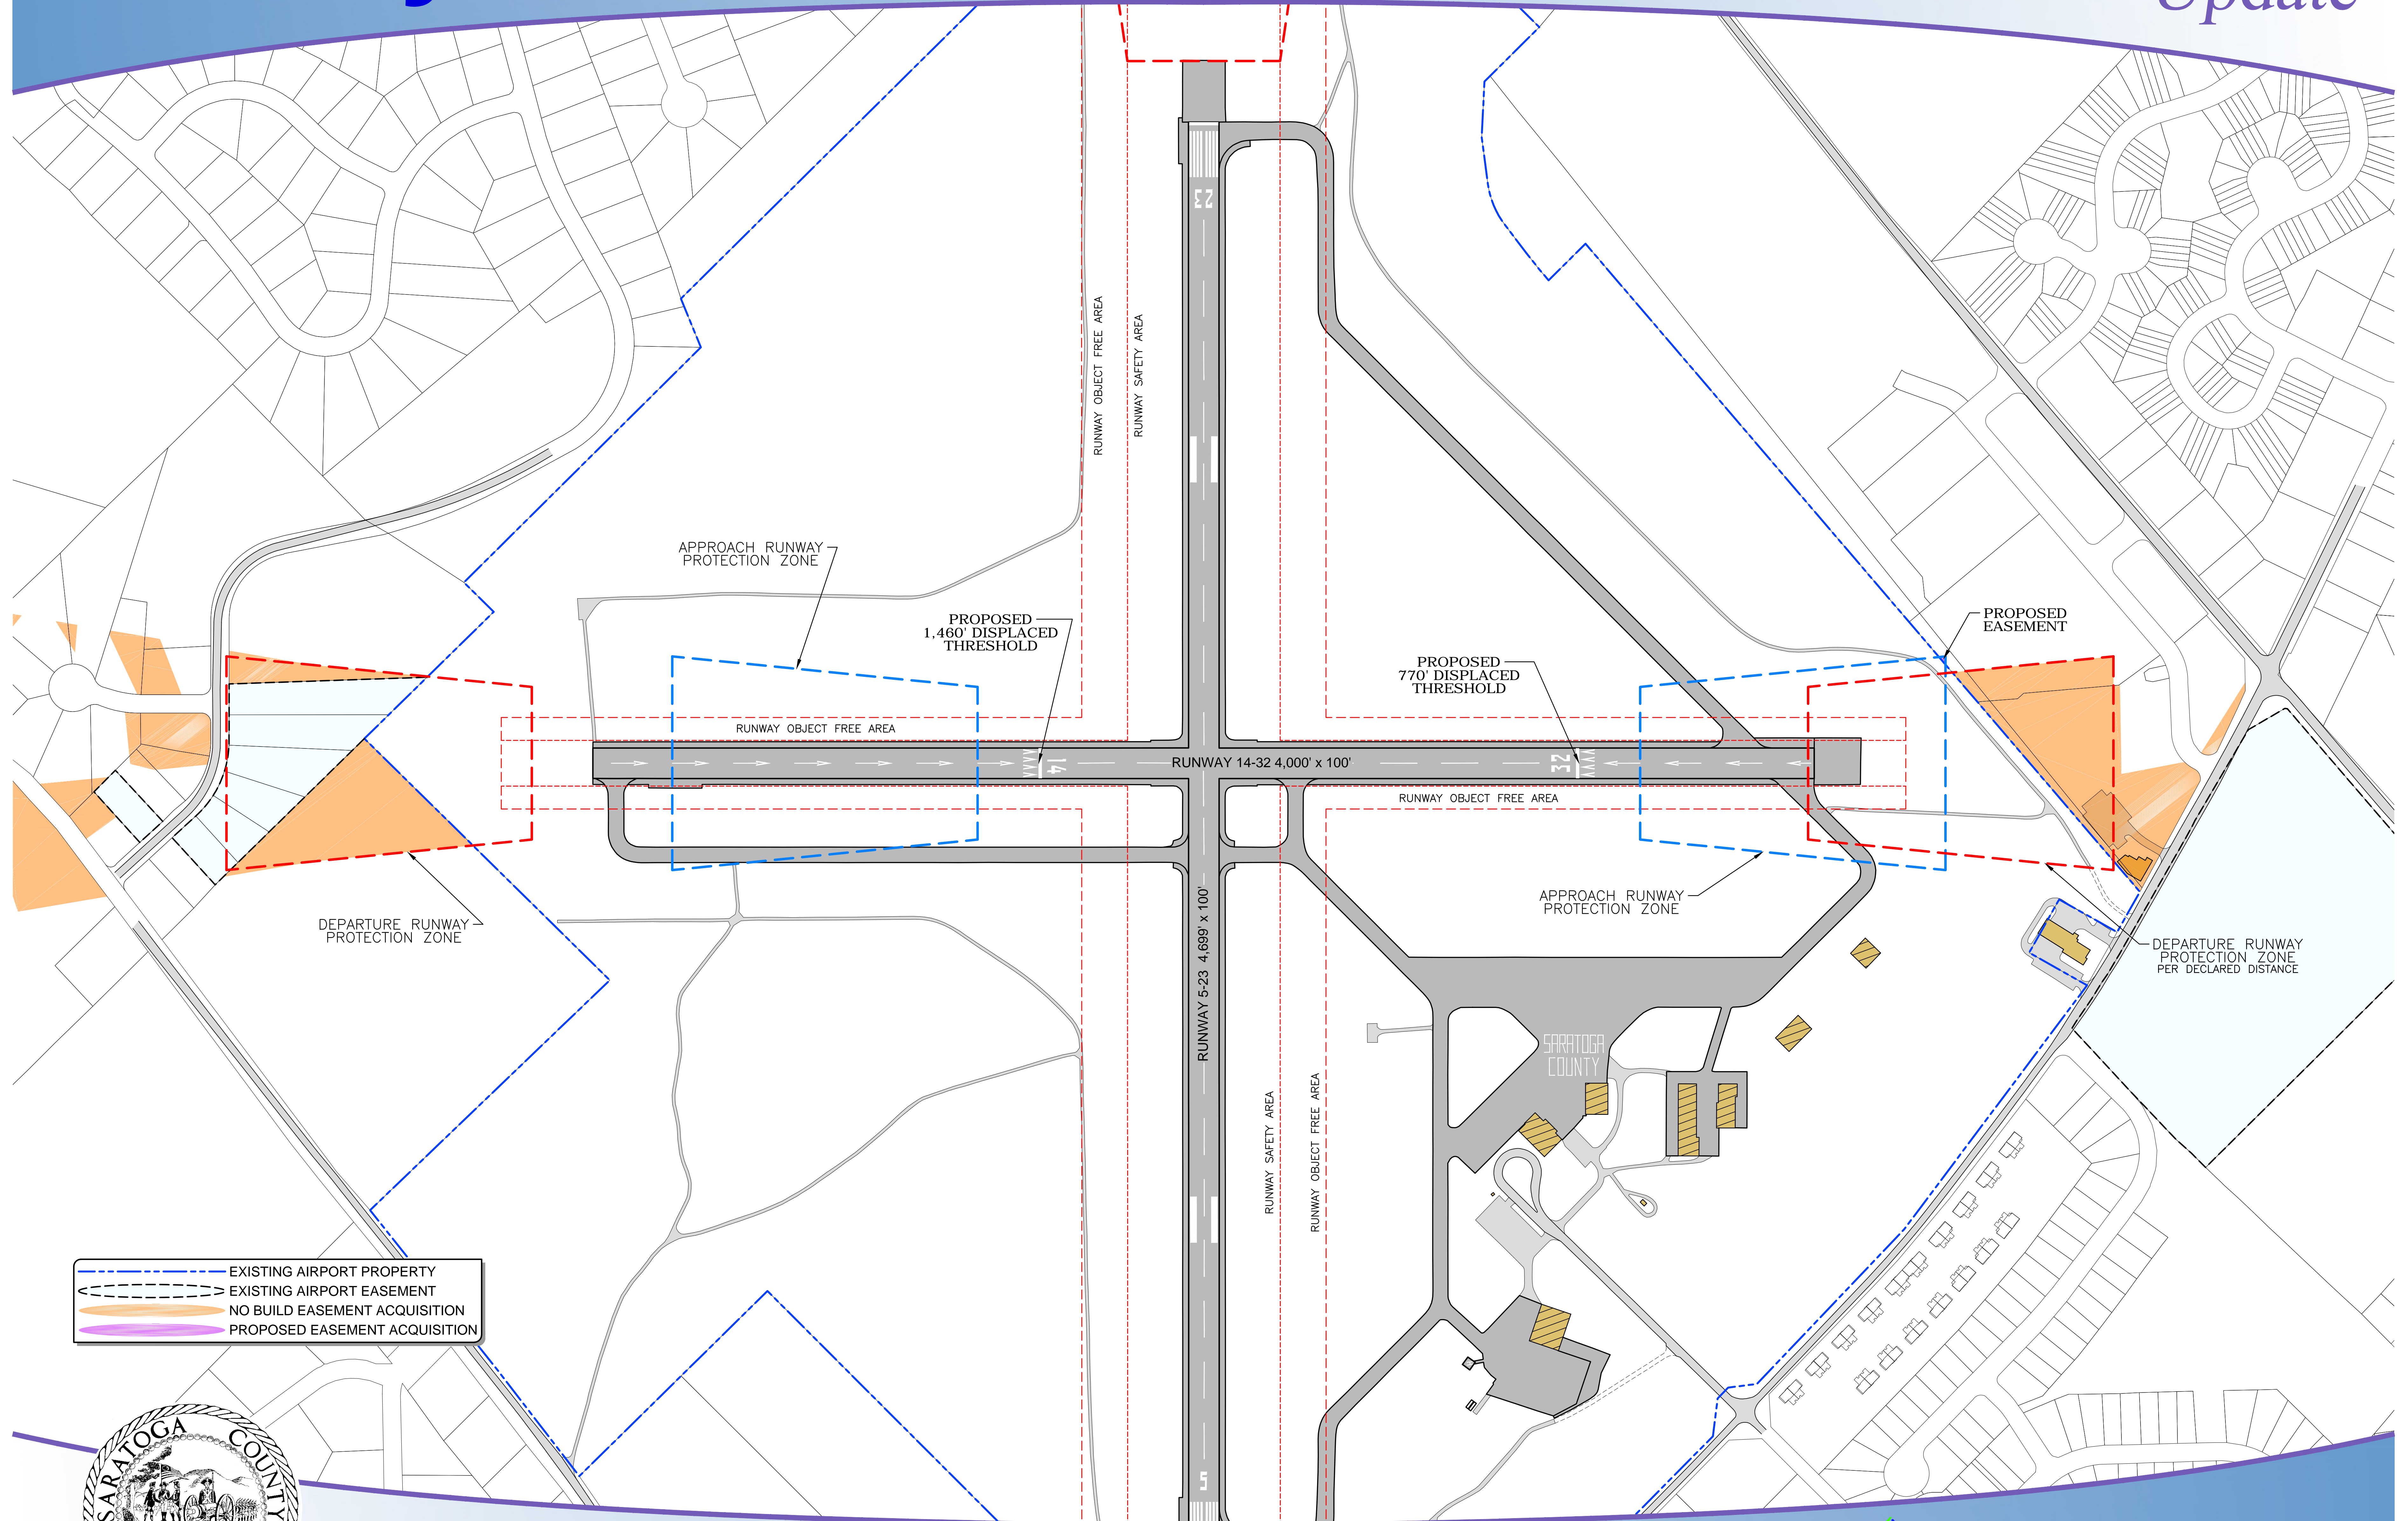 Update
23
RUNWAY OBJECT FREE AREA
RUNWAY SAFETY AREA
APPROACH RUNWAY
PROTECTION ZONE
PROPOSED
1,460' DISPLACED
THRESHOLD
PROPOSED
770' DISPLACED
THRESHOLD
PROPOSED
EASEMENT
RUNWAY OBJECT FREE AREA
14
RUNWAY 14-32 4,000' x 100'
32
RUNWAY OBJECT FREE AREA
DEPARTURE RUNWAY
PROTECTION ZONE
APPROACH RUNWAY
PROTECTION ZONE
DEPARTURE RUNWAY
PROTECTION ZONE
PER DECLARED DISTANCE
RUNWAY 5-23 4,699' x 100'
SARATOGA
COUNTY
RUNWAY SAFETY AREA
RUNWAY OBJECT FREE AREA
EXISTING AIRPORT PROPERTY
EXISTING AIRPORT EASEMENT
NO BUILD EASEMENT ACQUISITION
PROPOSED EASEMENT ACQUISITION
SARATOGA COUNTY
5